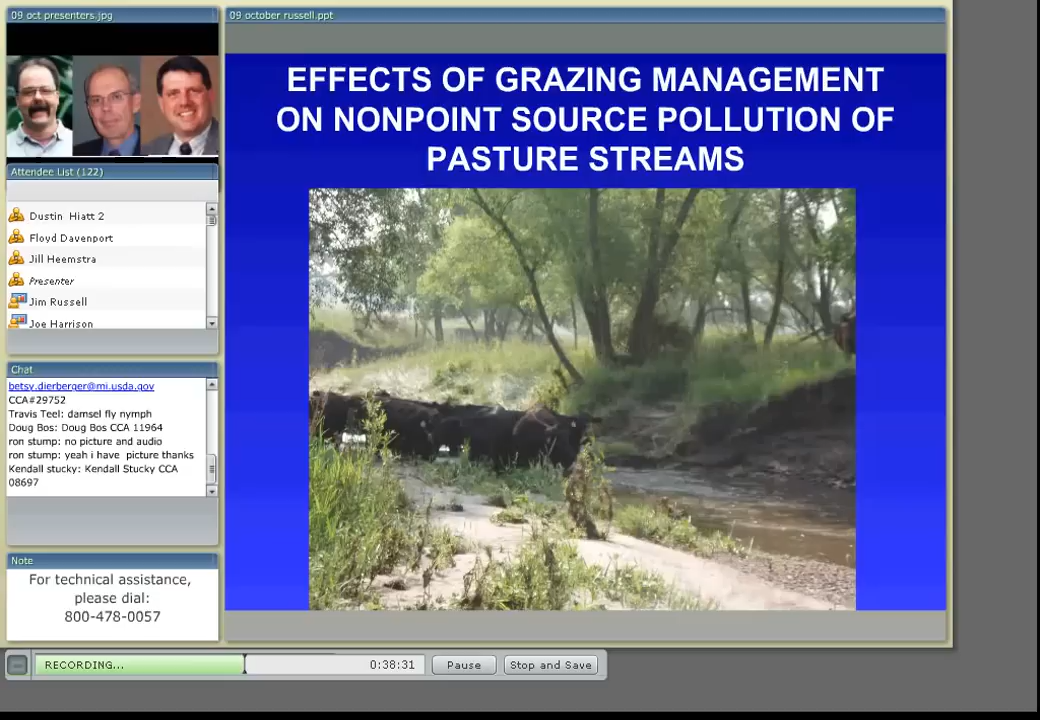 09 oct presenters.jpg
09 october russell.ppt
EFFECTS OF GRAZING MANAGEMENT
ON NONPOINT SOURCE POLLUTION OF
PASTURE STREAMS
Attendee List (122)
Dustin Hiatt 2
Floyd Davenport
Jill Heemstra
Presenter
Jim Russell
Joe Harrison
Chat
betsy.dierberger@mi.usda.gov
CCA#29752
Travis Teel: damsel fly nymph
Doug Bos: Doug Bos CCA 11964
ron stump: no picture and audio
ron stump: yeah i have picture thanks
Kendall stucky: Kendall Stucky CCA
08697
Note
For technical assistance,
please dial:
800-478-0057
RECORDING...
0:38:31
Pause
Stop and Save